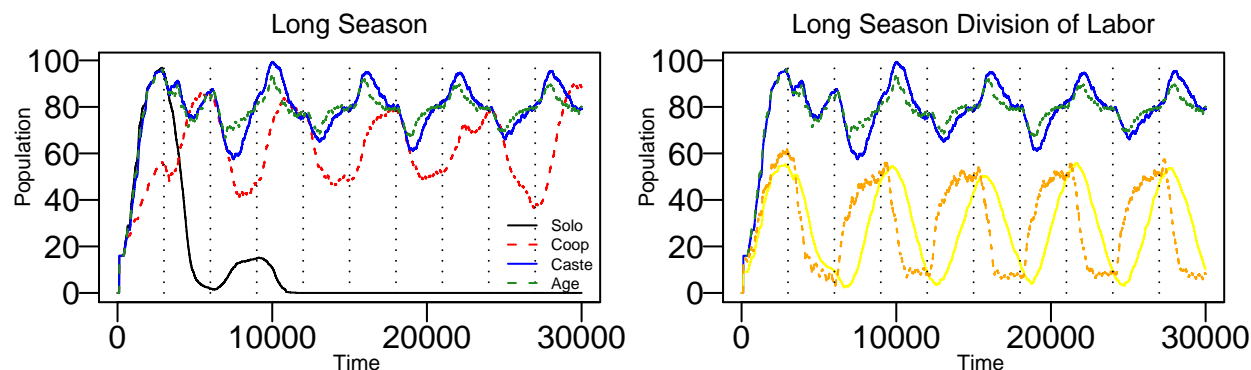 Long Season
Population
100
80
60
40
20
0
Solo
Coop
Caste
Age
0 10000 20000 30000
Time
Long Season Division of Labor
Population
100
80
60
40
20
0
0 10000 20000 30000
Time